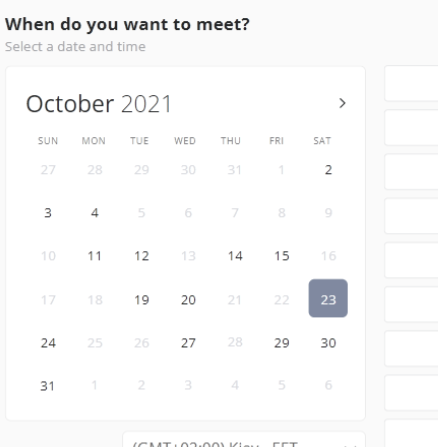 When do you want to meet?
Select a date and time
October 2021 >
SUN MON TUE WED THU FRI SAT
27 28 29 30 31 1 2
3 4 5 6 7 8 9
10 11 12 13 14 15 16
17 18 19 20 21 22 23
24 25 26 27 28 29 30
31 1 2 3 4 5 6
(GMT+02:00) Kiev - EET